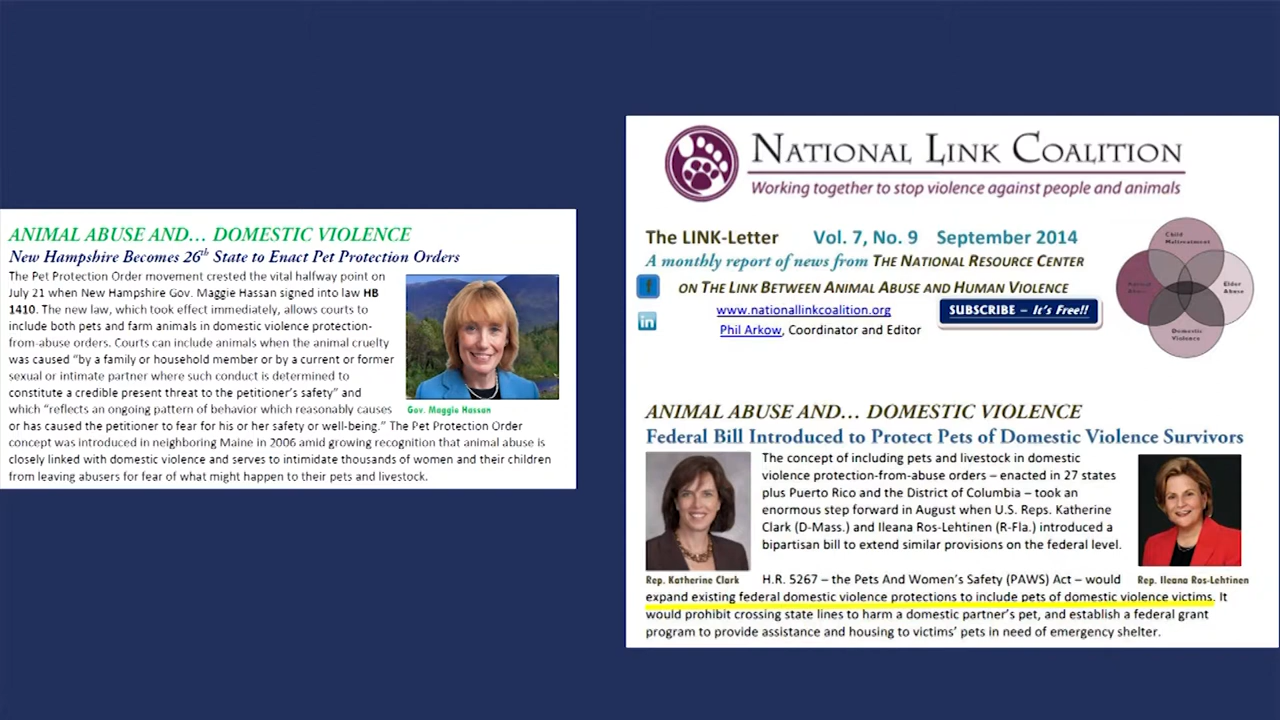 ANIMAL ABUSE AND… DOMESTIC VIOLENCE
New Hampshire Becomes 26th State to Enact Pet Protection Orders
The Pet Protection Order movement crested the vital halfway point on
July 21 when New Hampshire Gov. Maggie Hassan signed into law HB
1410. The new law, which took effect immediately, allows courts to
include both pets and farm animals in domestic violence protection-
from-abuse orders. Courts can include animals when the animal cruelty
was caused “by a family or household member or by a current or former
sexual or intimate partner where such conduct is determined to
constitute a credible present threat to the petitioner’s safety” and
which “reflects an ongoing pattern of behavior which reasonably causes
or has caused the petitioner to fear for his or her safety or well-being.” The Pet Protection Order
concept was introduced in neighboring Maine in 2006 amid growing recognition that animal abuse is
closely linked with domestic violence and serves to intimidate thousands of women and their children
from leaving abusers for fear of what might happen to their pets and livestock.
Gov. Maggie Hassan
NATIONAL LINK COALITION
Working together to stop violence against people and animals
The LINK-Letter Vol. 7, No. 9 September 2014
A monthly report of news from THE NATIONAL RESOURCE CENTER
ON THE LINK BETWEEN ANIMAL ABUSE AND HUMAN VIOLENCE
www.nationallinkcoalition.org
Phil Arkow, Coordinator and Editor
SUBSCRIBE – It’s Free!!
f
in
Child
Maltreatment
Animal
Abuse
Elder
Abuse
Domestic
Violence
ANIMAL ABUSE AND… DOMESTIC VIOLENCE
Federal Bill Introduced to Protect Pets of Domestic Violence Survivors
The concept of including pets and livestock in domestic
violence protection-from-abuse orders – enacted in 27 states
plus Puerto Rico and the District of Columbia – took an
enormous step forward in August when U.S. Reps. Katherine
Clark (D-Mass.) and Ileana Ros-Lehtinen (R-Fla.) introduced a
bipartisan bill to extend similar provisions on the federal level.
Rep. Katherine Clark
Rep. Ileana Ros-Lehtinen
H.R. 5267 – the Pets And Women’s Safety (PAWS) Act – would
expand existing federal domestic violence protections to include pets of domestic violence victims. It
would prohibit crossing state lines to harm a domestic partner’s pet, and establish a federal grant
program to provide assistance and housing to victims’ pets in need of emergency shelter.